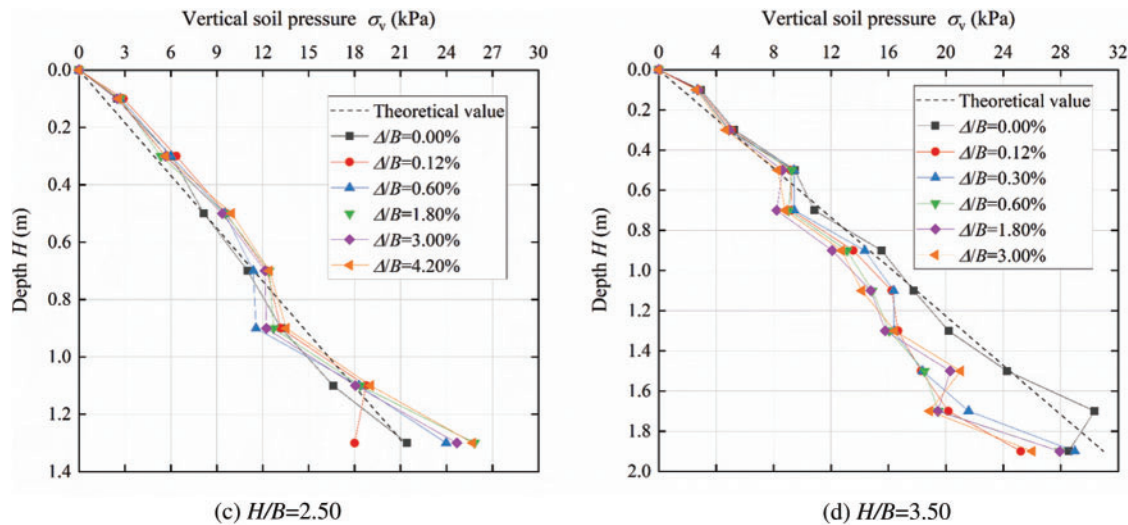 Vertical soil pressure σv (kPa)
0 3 6 9 12 15 18 21 24 27 30
0.0
0.2
0.4
0.6
0.8
1.0
1.2
1.4
Depth H (m)
Theoretical value
Δ/B=0.00%
Δ/B=0.12%
Δ/B=0.60%
Δ/B=1.80%
Δ/B=3.00%
Δ/B=4.20%
(c) H/B=2.50
Vertical soil pressure σv (kPa)
0 4 8 12 16 20 24 28 32
0.0
0.2
0.4
0.6
0.8
1.0
1.2
1.4
1.6
1.8
2.0
Depth H (m)
Theoretical value
Δ/B=0.00%
Δ/B=0.12%
Δ/B=0.30%
Δ/B=0.60%
Δ/B=1.80%
Δ/B=3.00%
(d) H/B=3.50